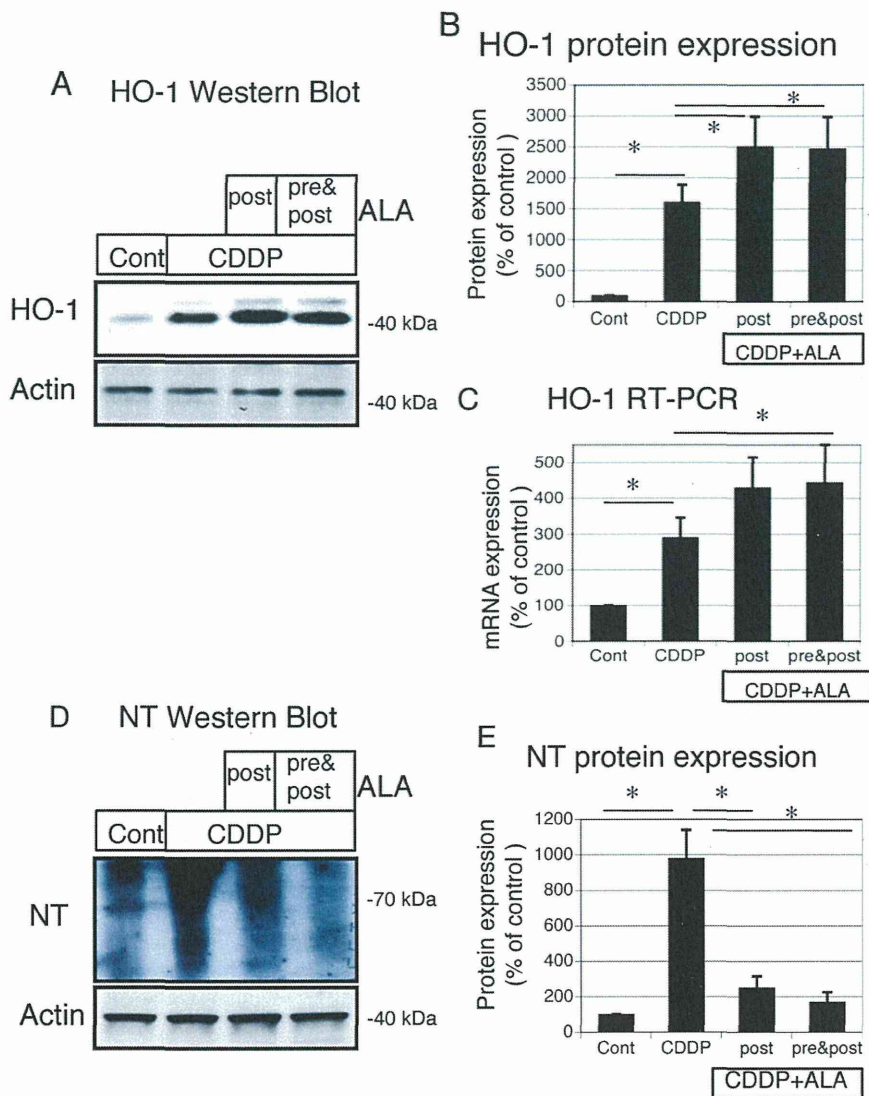 A
HO-1 Western Blot
post
pre&
post
ALA
Cont
CDDP
HO-1
-40 kDa
Actin
-40 kDa
B
HO-1 protein expression
Protein expression
(% of control )
3500
3000
2500
2000
1500
1000
500
0
*
*
*
Cont
CDDP
post
pre&post
CDDP+ALA
C
HO-1 RT-PCR
mRNA expression
(% of control )
500
400
300
200
100
0
*
*
Cont
CDDP
post
pre&post
CDDP+ALA
D
NT Western Blot
post
pre&
post
ALA
Cont
CDDP
NT
-70 kDa
Actin
-40 kDa
E
NT protein expression
Protein expression
(% of control )
1200
1000
800
600
400
200
0
*
*
*
Cont
CDDP
post
pre&post
CDDP+ALA